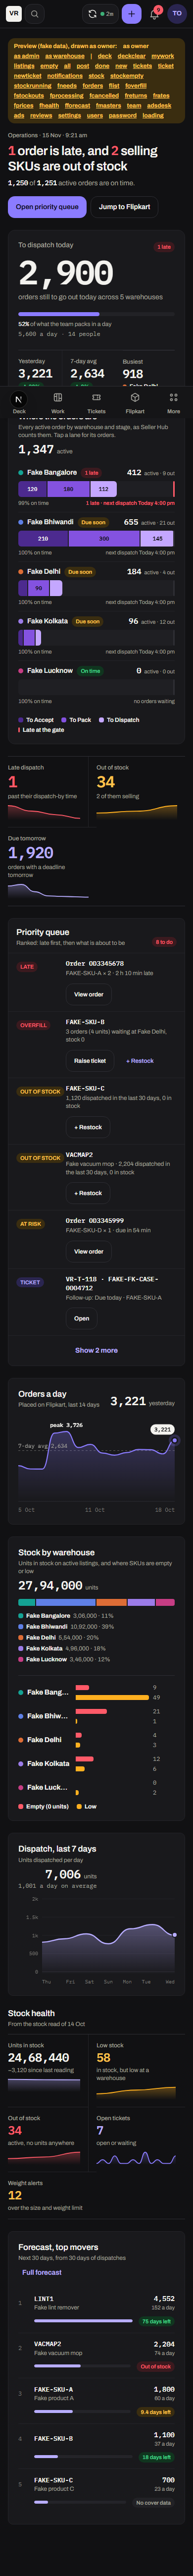 VR
2m
9
TO
Preview (fake data), drawn as owner: as owner
as admin as warehouse | deck deckclear mywork
listings empty all post done new tickets ticket
newticket notifications stock stockempty
stockrunning fneeds forders flist foverfill
fstockouts fprocessing fcancelled freturns frates
fprices fhealth fforecast fmasters team adsdesk
ads reviews settings users password loading
Operations · 15 Nov · 9:21 am
1 order is late, and 2 selling
SKUs are out of stock
1,250 of 1,251 active orders are on time.
Open priority queue
Jump to Flipkart
To dispatch today
1 late
2,900
orders still to go out today across 5 warehouses
52% of what the team packs in a day
5,600 a day · 14 people
Yesterday
7-day avg
Busiest
3,221
2,634
918
N
Deck
Work
Tickets
Flipkart
More
Every active order by warehouse and stage, as Seller Hub
counts them. Tap a lane for its orders.
1,347 active
Fake Bangalore
1 late
412 active · 0 out
120
180
112
99% on time
1 late · next dispatch Today 4:00 pm
Fake Bhiwandi
Due soon
655 active · 21 out
210
300
145
100% on time
next dispatch Today 4:00 pm
Fake Delhi
Due soon
184 active · 4 out
90
100% on time
next dispatch Today 4:00 pm
Fake Kolkata
Due soon
96 active · 12 out
100% on time
next dispatch Today 4:00 pm
Fake Lucknow
On time
0 active · 0 out
100% on time
no orders waiting
To Accept
To Pack
To Dispatch
Late at the gate
Late dispatch
1
past their dispatch-by time
Out of stock
34
2 of them selling
Due tomorrow
1,920
orders with a deadline
tomorrow
Priority queue
Ranked: late first, then what is about to be
8 to do
LATE
Order 003345678
FAKE-SKU-A × 2 · 2 h 10 min late
View order
OVERFILL
FAKE-SKU-B
3 orders (4 units) waiting at Fake Delhi,
stock 0
Raise ticket
+ Restock
OUT OF STOCK
FAKE-SKU-C
1,120 dispatched in the last 30 days, 0 in
stock
+ Restock
OUT OF STOCK
VACMAP2
Fake vacuum mop · 2,204 dispatched in
the last 30 days, 0 in stock
+ Restock
AT RISK
Order 003345999
FAKE-SKU-D × 1 · due in 54 min
View order
TICKET
VR-T-118 · FAKE-FK-CASE-
0004712
Follow-up: Due today · FAKE-SKU-A
Open
Show 2 more
Orders a day
Placed on Flipkart, last 14 days
3,221 yesterday
peak 3,726
3,221
7-day avg 2,634
5 Oct
11 Oct
18 Oct
Stock by warehouse
Units in stock on active listings, and where SKUs are empty
or low
27,94,000 units
Fake Bangalore 3,06,000 · 11%
Fake Bhiwandi 10,92,000 · 39%
Fake Delhi 5,54,000 · 20%
Fake Kolkata 4,96,000 · 18%
Fake Lucknow 3,46,000 · 12%
Fake Bang...
9
49
Fake Bhiw...
21
1
Fake Delhi
4
3
Fake Kolkata
12
6
Fake Luck...
0
2
Empty (0 units)
Low
Dispatch, last 7 days
Units dispatched per day
7,006 units
1,001 a day on average
2k
1.5k
1k
500
0
Thu
Fri
Sat
Sun
Mon
Tue
Wed
Stock health
From the stock read of 14 Oct
Units in stock
24,68,440
−3,120 since last reading
Low stock
58
in stock, but low at a
warehouse
Out of stock
34
active, no units anywhere
Open tickets
7
open or waiting
Weight alerts
12
over the size and weight limit
Forecast, top movers
Next 30 days, from 30 days of dispatches
Full forecast
1
LINT1
4,552
Fake lint remover
152 a day
75 days left
2
VACMAP2
2,204
Fake vacuum mop
74 a day
Out of stock
3
FAKE-SKU-A
1,800
Fake product A
60 a day
9.4 days left
4
FAKE-SKU-B
1,100
37 a day
18 days left
5
FAKE-SKU-C
700
Fake product C
23 a day
No cover data